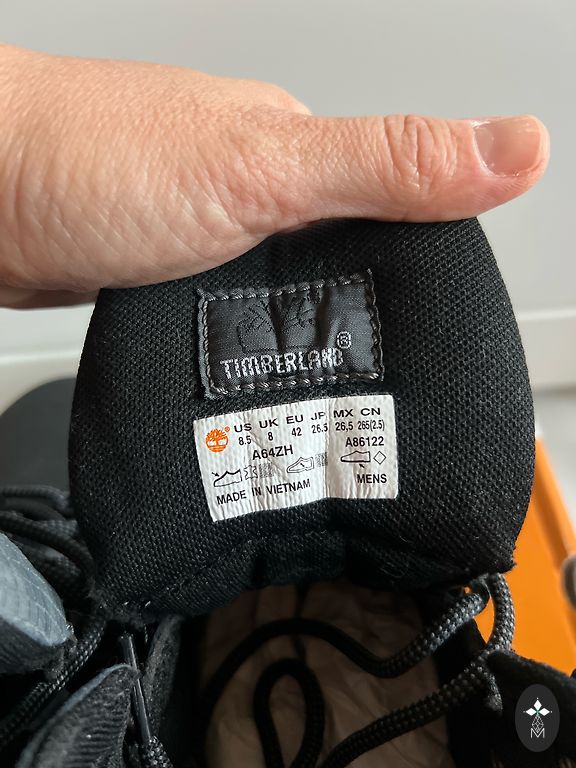 TIMBERLAND®
US UK EU JP MX CN
8.5 8 42 26.5 26,5 265(2.5)
A64ZH A86122
MADE IN VIETNAM MENS